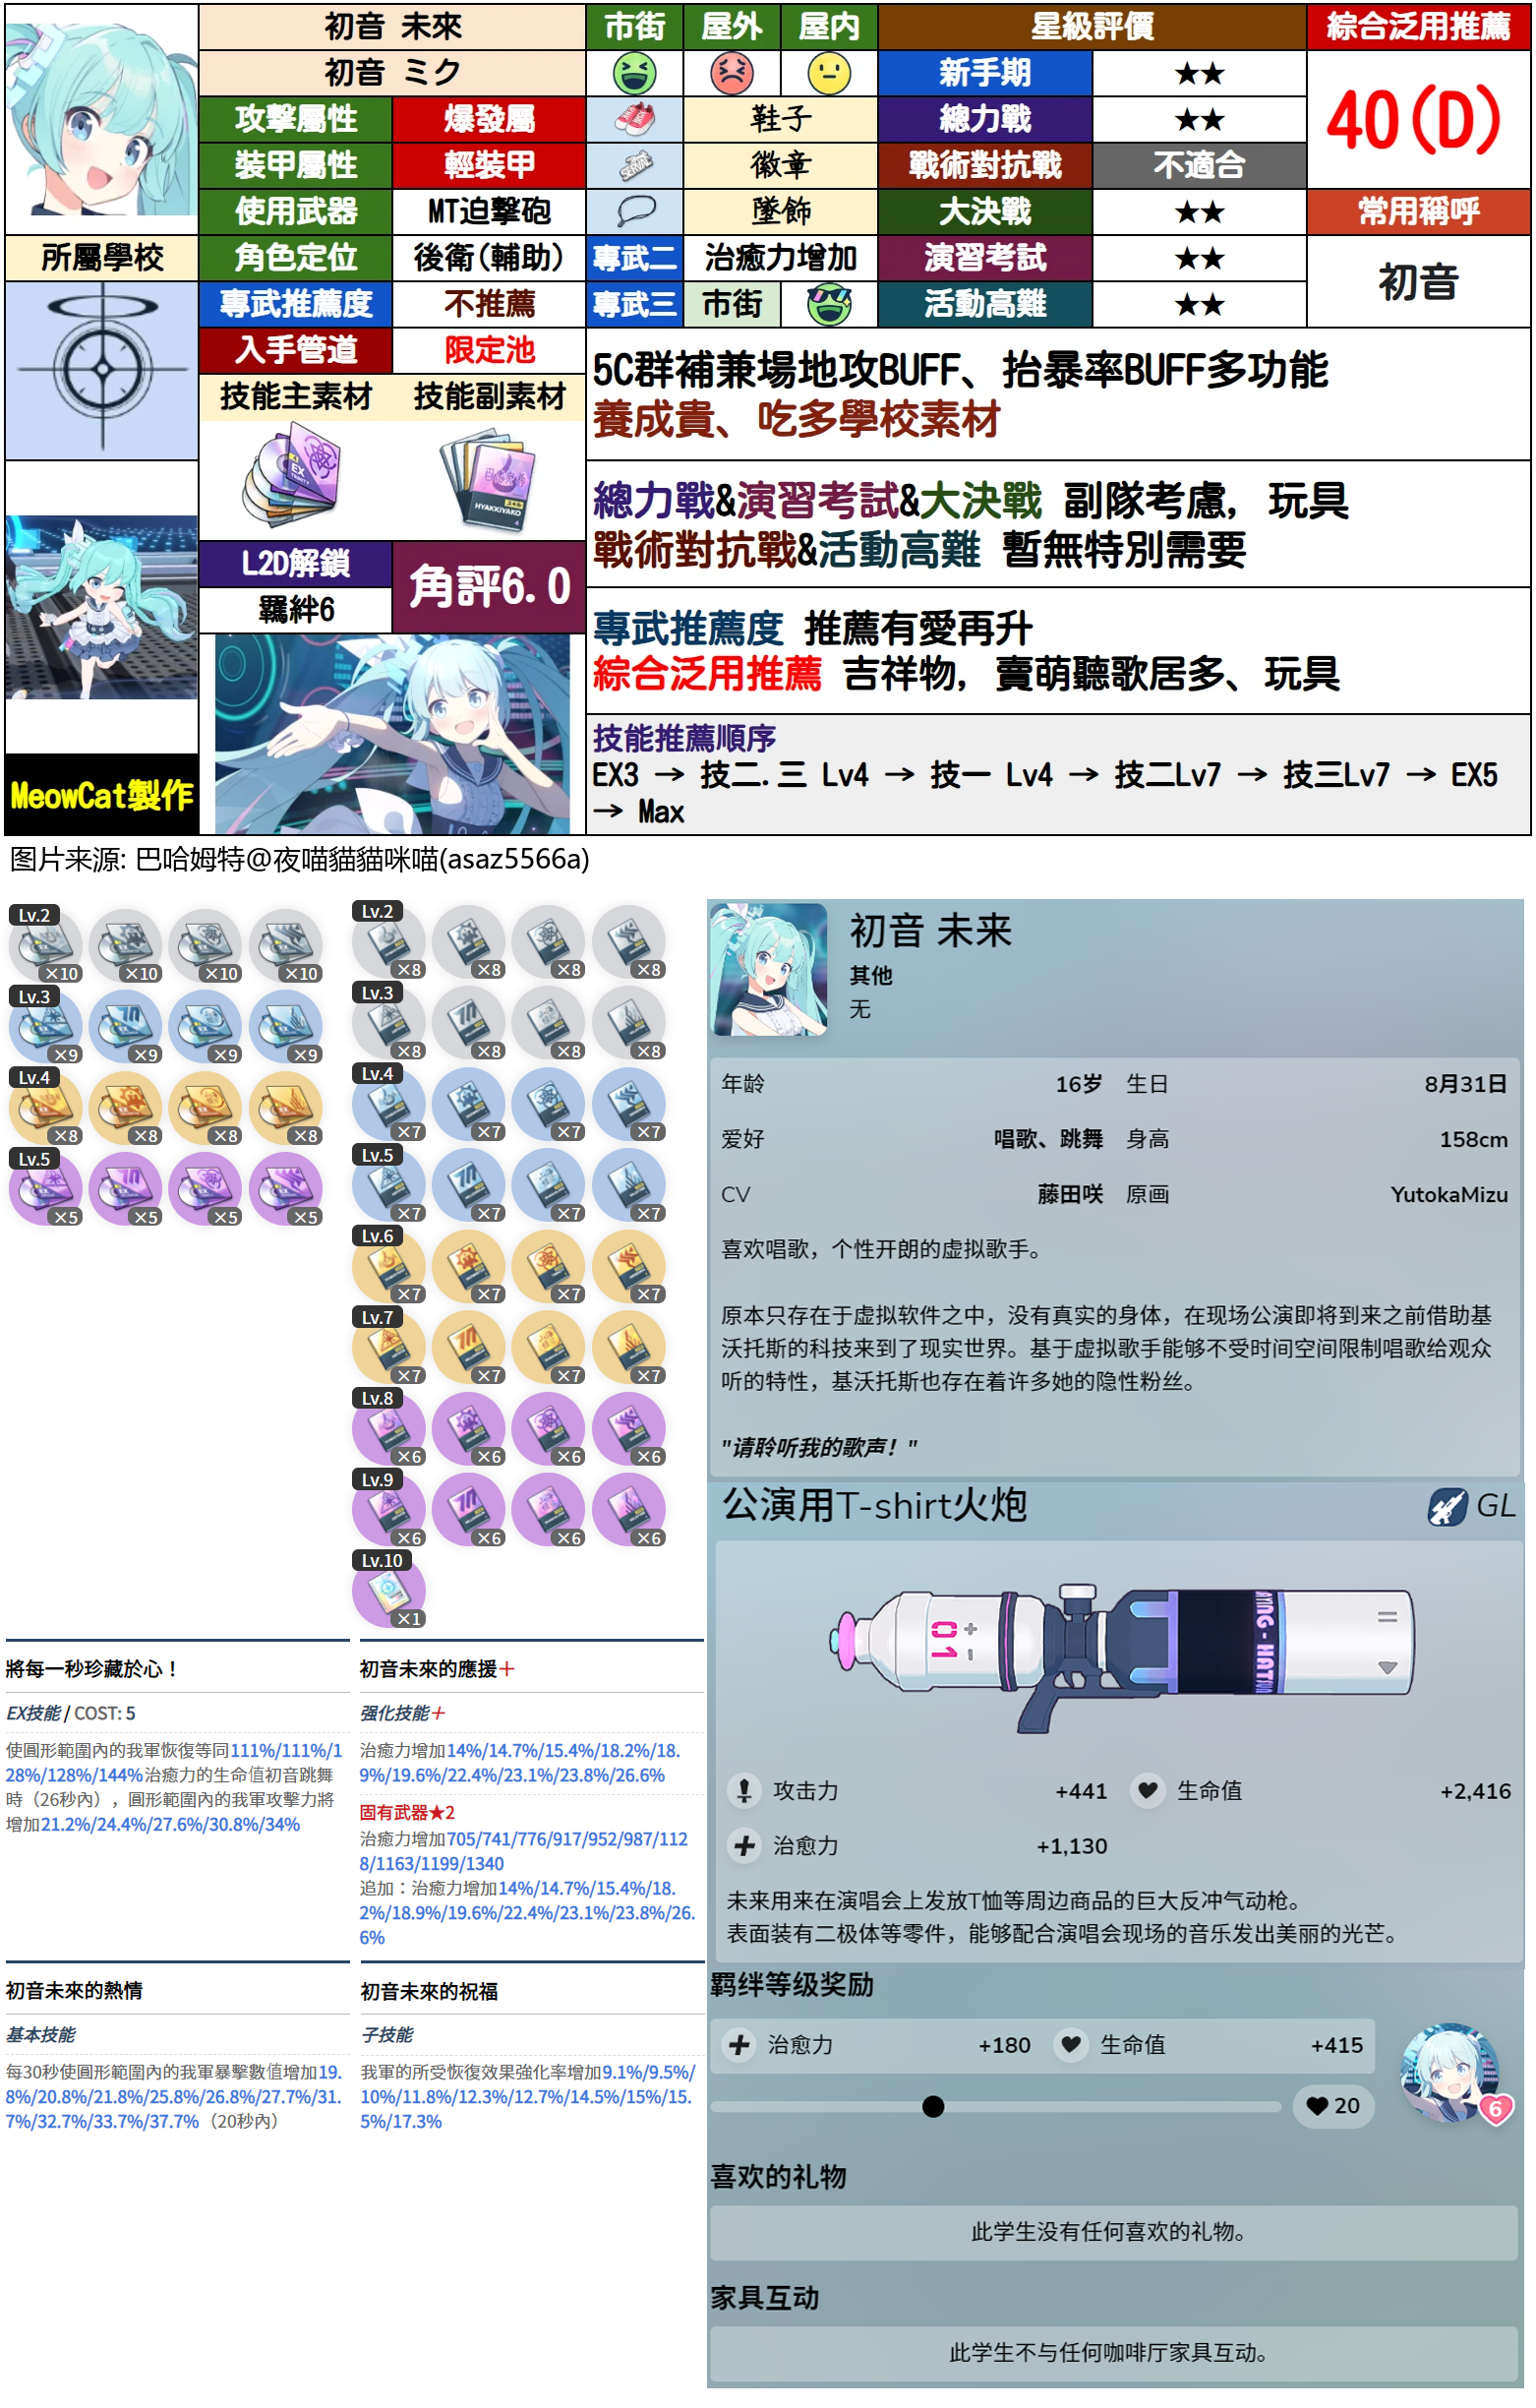 初音 未來
初音 ミク
市街 屋外 屋内 星級評價 綜合泛用推薦
新手期 ★★
40(D)
攻擊屬性 爆發屬 鞋子 總力戰 ★★
裝甲屬性 輕裝甲 徽章 戰術對抗戰 不適合
使用武器 MT迫擊砲 墜飾 大決戰 ★★ 常用稱呼
所屬學校 角色定位 後衛(輔助) 專武二 治癒力增加 演習考試 ★★ 初音
專武推薦度 不推薦 專武三 市街 活動高難 ★★
入手管道 限定池
技能主素材 技能副素材
EX
TRINITY
HYAKKIYAKO
5C群補兼場地攻BUFF、抬暴率BUFF多功能
養成貴、吃多學校素材
總力戰&演習考試&大決戰 副隊考慮, 玩具
戰術對抗戰&活動高難 暫無特別需要
L2D解鎖 角評6.0
羈絆6
專武推薦度 推薦有愛再升
綜合泛用推薦 吉祥物, 賣萌聽歌居多、玩具
技能推薦順序
EX3 → 技二.三 Lv4 → 技一 Lv4 → 技二Lv7 → 技三Lv7 → EX5
→ Max
MeowCat製作
图片来源: 巴哈姆特@夜喵貓貓咪喵(asaz5566a)
Lv.2
×10 ×10 ×10 ×10
Lv.3
×9 ×9 ×9 ×9
Lv.4
×8 ×8 ×8 ×8
Lv.5
×5 ×5 ×5 ×5
Lv.2
×8 ×8 ×8 ×8
Lv.3
×8 ×8 ×8 ×8
Lv.4
×7 ×7 ×7 ×7
Lv.5
×7 ×7 ×7 ×7
Lv.6
×7 ×7 ×7 ×7
Lv.7
×7 ×7 ×7 ×7
Lv.8
×6 ×6 ×6 ×6
Lv.9
×6 ×6 ×6 ×6
Lv.10
×1
將每一秒珍藏於心！
EX技能 / COST: 5
使圓形範圍內的我軍恢復等同111%/111%/1
28%/128%/144%治癒力的生命值初音跳舞
時（26秒內），圓形範圍內的我軍攻擊力將
增加21.2%/24.4%/27.6%/30.8%/34%
初音未來的應援＋
强化技能＋
治癒力增加14%/14.7%/15.4%/18.2%/18.
9%/19.6%/22.4%/23.1%/23.8%/26.6%
固有武器★2
治癒力增加705/741/776/917/952/987/112
8/1163/1199/1340
追加：治癒力增加14%/14.7%/15.4%/18.
2%/18.9%/19.6%/22.4%/23.1%/23.8%/26.
6%
初音未來的熱情
基本技能
每30秒使圓形範圍內的我軍暴擊數值增加19.
8%/20.8%/21.8%/25.8%/26.8%/27.7%/31.
7%/32.7%/33.7%/37.7%（20秒內）
初音未來的祝福
子技能
我軍的所受恢復效果強化率增加9.1%/9.5%/
10%/11.8%/12.3%/12.7%/14.5%/15%/15.
5%/17.3%
初音 未来
其他
无
年龄 16岁 生日 8月31日
爱好 唱歌、跳舞 身高 158cm
CV 藤田咲 原画 YutokaMizu
喜欢唱歌，个性开朗的虚拟歌手。
原本只存在于虚拟软件之中，没有真实的身体，在现场公演即将到来之前借助基
沃托斯的科技来到了现实世界。基于虚拟歌手能够不受时间空间限制唱歌给观众
听的特性，基沃托斯也存在着许多她的隐性粉丝。
"请聆听我的歌声！"
公演用T-shirt火炮 GL
01
攻击力 +441 生命值 +2,416
治愈力 +1,130
未来用来在演唱会上发放T恤等周边商品的巨大反冲气动枪。
表面装有二极体等零件，能够配合演唱会现场的音乐发出美丽的光芒。
羁绊等级奖励
治愈力 +180 生命值 +415
20
6
喜欢的礼物
此学生没有任何喜欢的礼物。
家具互动
此学生不与任何咖啡厅家具互动。